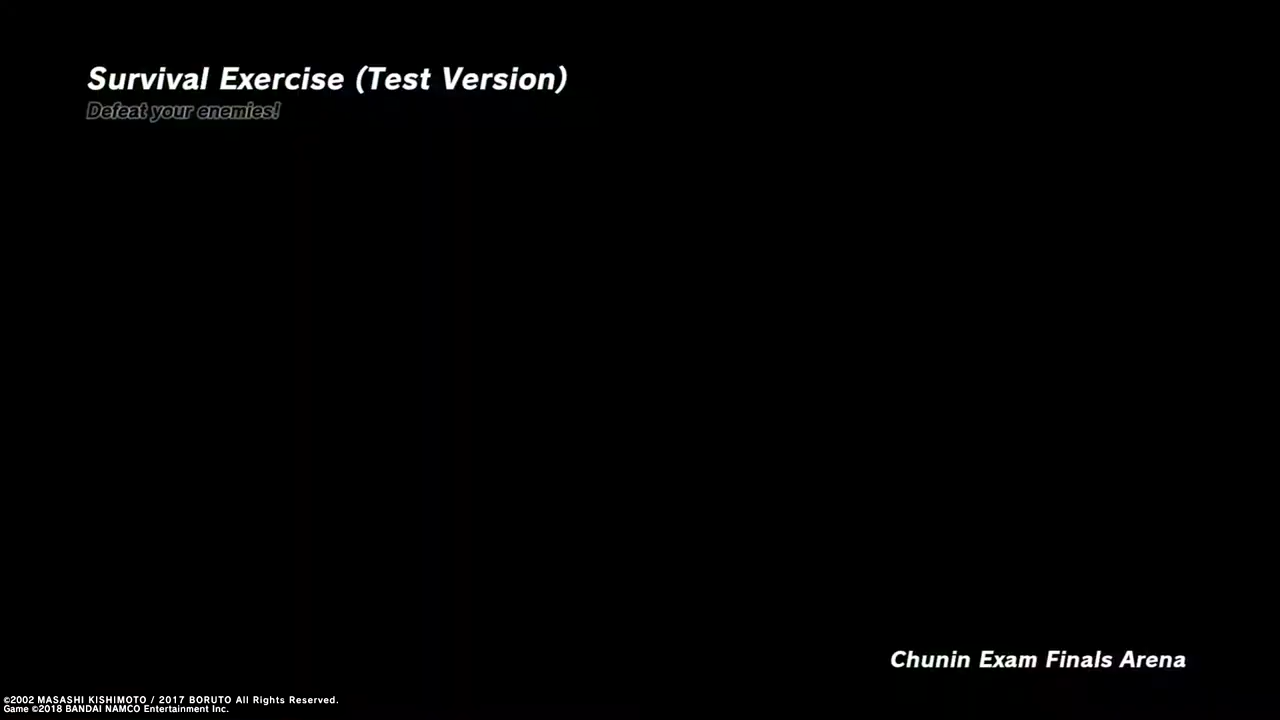 Survival Exercise (Test Version)
Defeat your enemies!
Chunin Exam Finals Arena
©2002 MASASHI KISHIMOTO / 2017 BORUTO All Rights Reserved.
Game ©2018 BANDAI NAMCO Entertainment Inc.